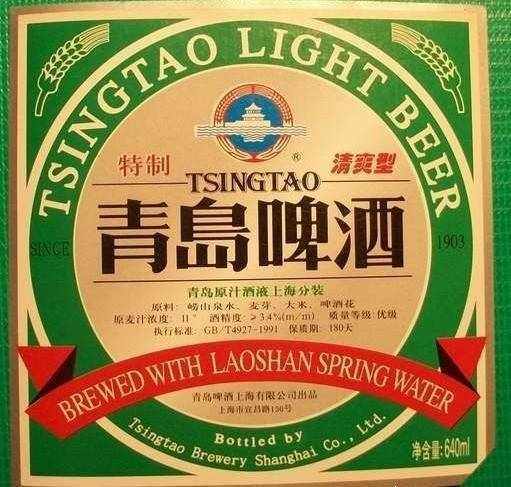 TSINGTAO LIGHT BEER
®
特制
清爽型
TSINGTAO
青島啤酒
SINCE
1903
青岛原汁酒液上海分装
原料: 崂山泉水、麦芽、大米、啤酒花
原麦汁浓度: 11° 酒精度: ≥3.4%(m/m) 质量等级: 优级
执行标准: GB/T4927-1991 保质期: 180天
BREWED WITH LAOSHAN SPRING WATER
青岛啤酒上海有限公司出品
上海市宜昌路130号
Bottled by
Tsingtao Brewery Shanghai Co., Ltd.
净含量: 640ml